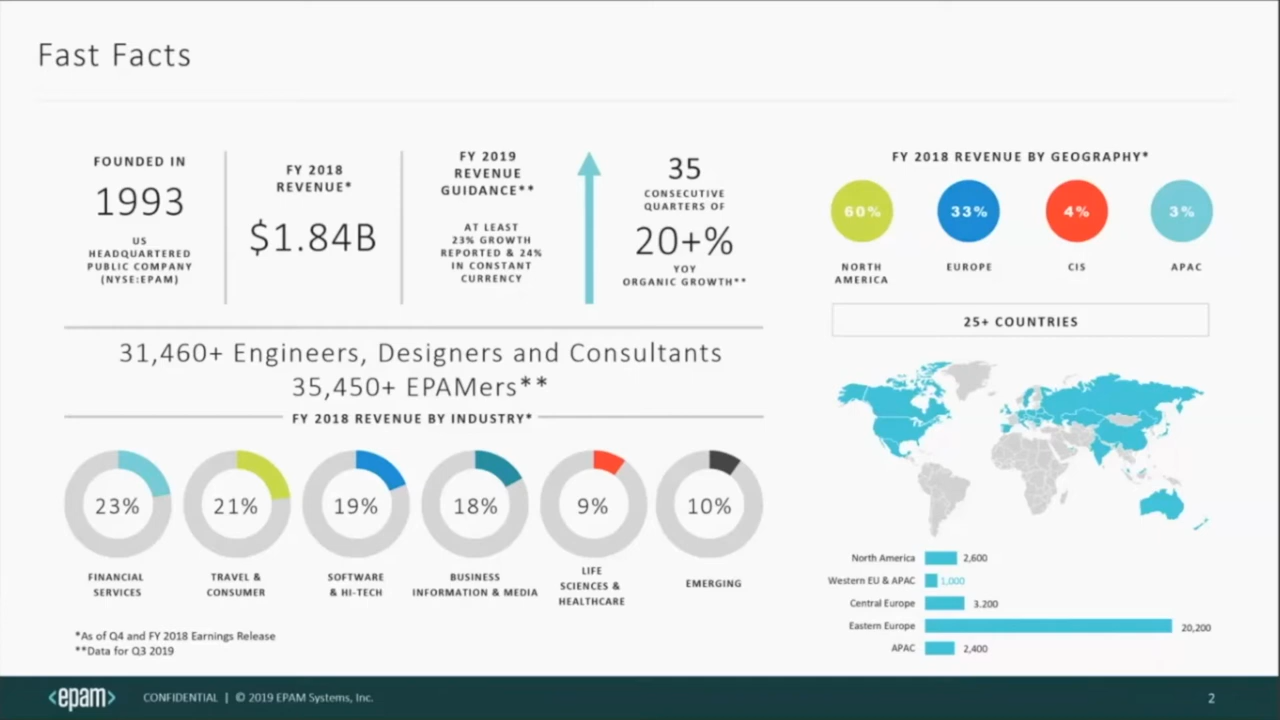 Fast Facts
FOUNDED IN
1993
US
HEADQUARTERED
PUBLIC COMPANY
(NYSE:EPAM)
FY 2018
REVENUE*
$1.84B
FY 2019
REVENUE
GUIDANCE**
AT LEAST
23% GROWTH
REPORTED & 24%
IN CONSTANT
CURRENCY
35
CONSECUTIVE
QUARTERS OF
20+%
YOY
ORGANIC GROWTH**
31,460+ Engineers, Designers and Consultants
35,450+ EPAMers**
FY 2018 REVENUE BY INDUSTRY*
23%
FINANCIAL
SERVICES
21%
TRAVEL &
CONSUMER
19%
SOFTWARE
& HI-TECH
18%
BUSINESS
INFORMATION & MEDIA
9%
LIFE
SCIENCES &
HEALTHCARE
10%
EMERGING
*As of Q4 and FY 2018 Earnings Release
**Data for Q3 2019
FY 2018 REVENUE BY GEOGRAPHY*
60%
NORTH
AMERICA
33%
EUROPE
4%
CIS
3%
APAC
25+ COUNTRIES
North America 2,600
Western EU & APAC 1,000
Central Europe 3.200
Eastern Europe 20,200
APAC 2,400
<epam> CONFIDENTIAL | © 2019 EPAM Systems, Inc.
2